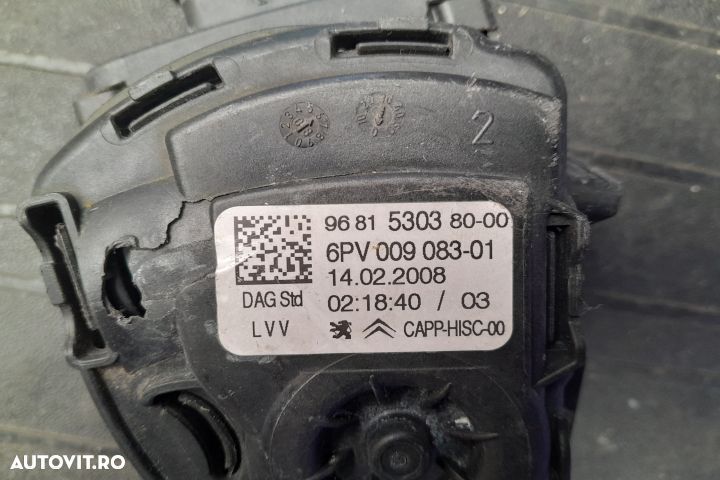 2
96 81 5303 80-00
6PV 009 083-01
14.02.2008
DAG Std 02:18:40 / 03
LVV CAPP-HISC-00
AUTOVIT.RO